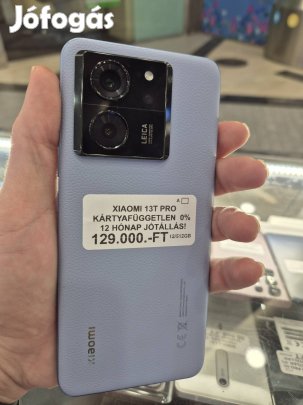 Jófogás
LEICA
A
XIAOMI 13T PRO
KÁRTYAFÜGGETLEN 0%
12 HÓNAP JÓTÁLLÁS!
129.000.-FT 12/512GB
xiaomi